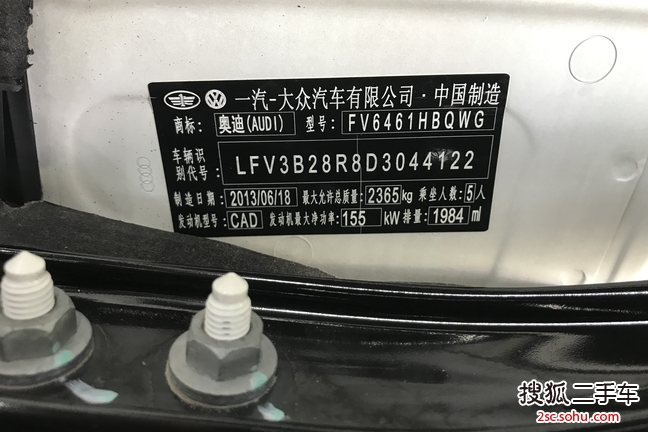 一汽-大众汽车有限公司·中国制造
商标: 奥迪(AUDI) 型号: FV6461HBQWG
车辆识别代号: LFV3B28R8D3044122
制造日期: 2013/06/18 最大允许总质量: 2365kg 乘坐人数: 5人
发动机型号: CAD 发动机最大净功率: 155 kW 排量: 1984 ml
搜狐二手车
2sc.sohu.com